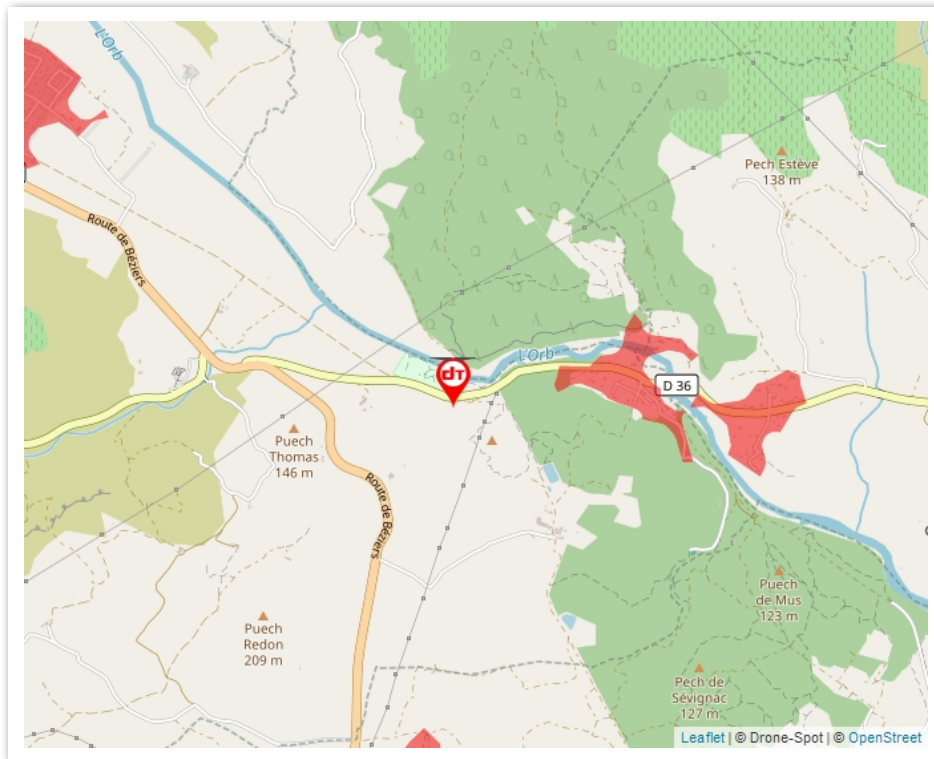 L'Orb
Pech Estève
138 m
Route de Béziers
L'Orb
dT
D 36
Puech
Thomas
146 m
Route de Béziers
Puech
de Mus
123 m
Puech
Redon
209 m
Pech de
Sévignac
127 m
Leaflet | © Drone-Spot | © OpenStreet